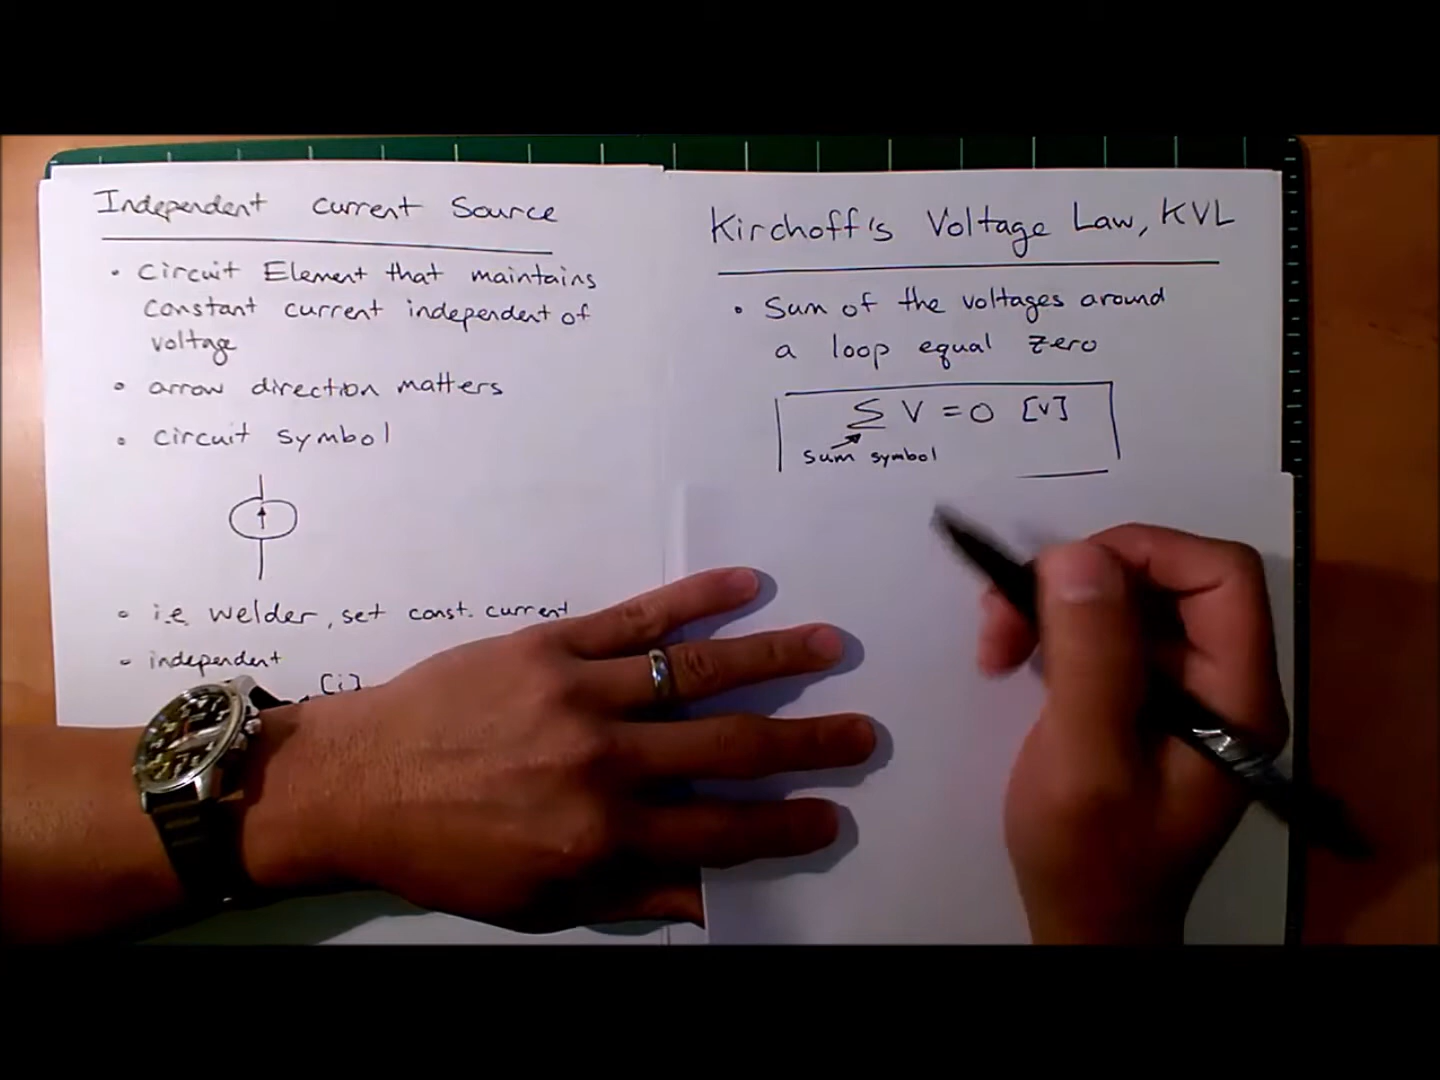 Independent current Source
• Circuit Element that maintains
constant current independent of
voltage
• arrow direction matters
• circuit symbol
• i.e. welder, set const. current
• independent
[i]
Kirchoff's Voltage Law, KVL
• Sum of the voltages around
a loop equal zero
Σ V = 0 [v]
sum symbol